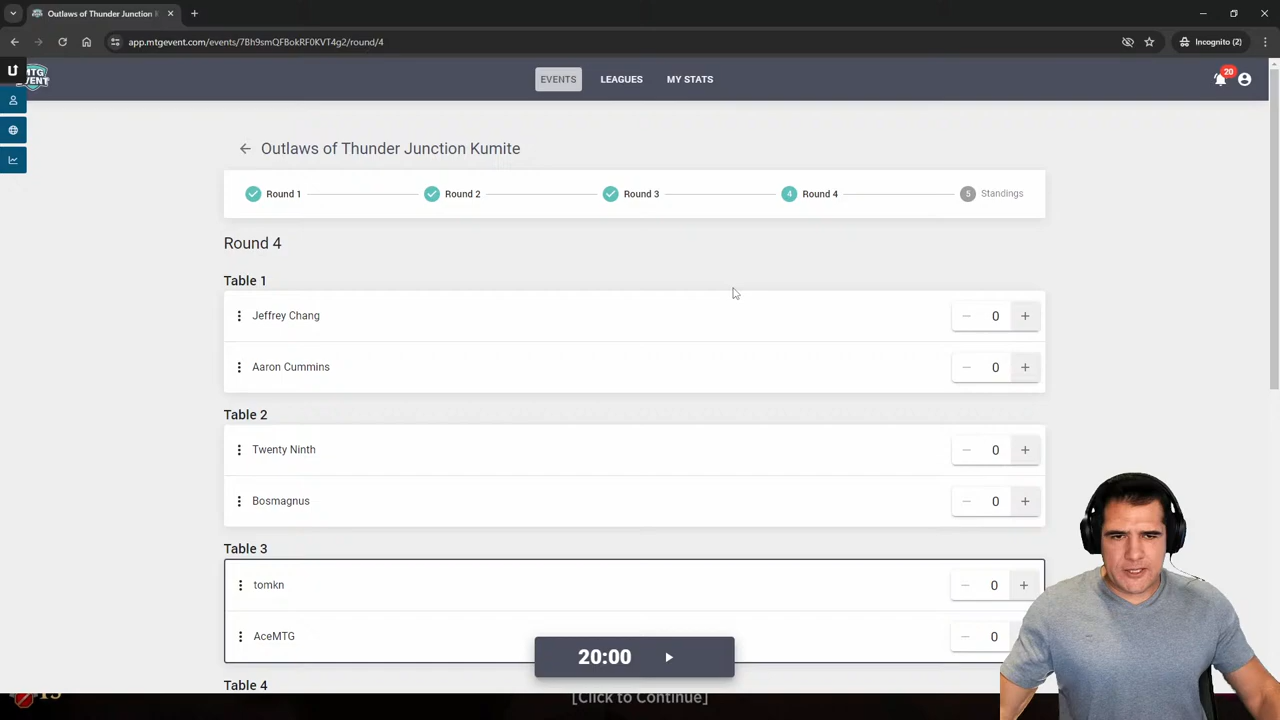 Outlaws of Thunder Junction
app.mtgevent.com/events/7Bh9smQFBokRF0KVT4g2/round/4
Incognito (2)
MTG
EVENT
EVENTS
LEAGUES
MY STATS
20
Outlaws of Thunder Junction Kumite
Round 1
Round 2
Round 3
4 Round 4
5 Standings
Round 4
Table 1
Jeffrey Chang
0
Aaron Cummins
0
Table 2
Twenty Ninth
0
Bosmagnus
0
Table 3
tomkn
0
AceMTG
0
20:00
Table 4
[Click to Continue]